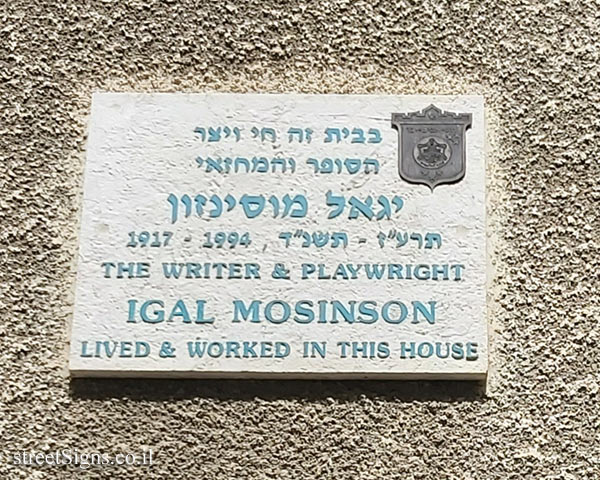 בבית זה חי ויצר
הסופר והמחזאי
יגאל מוסינזון
תרע"ז - תשנ"ד, 1994 - 1917
THE WRITER & PLAYWRIGHT
IGAL MOSINSON
LIVED & WORKED IN THIS HOUSE
streetSigns.co.il